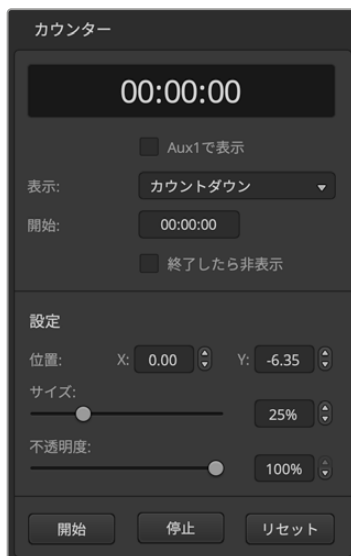 カウンター
00:00:00
Aux1で表示
表示: カウントダウン
開始: 00:00:00
終了したら非表示
設定
位置: X: 0.00 Y: -6.35
サイズ:
25%
不透明度:
100%
開始 停止 リセット